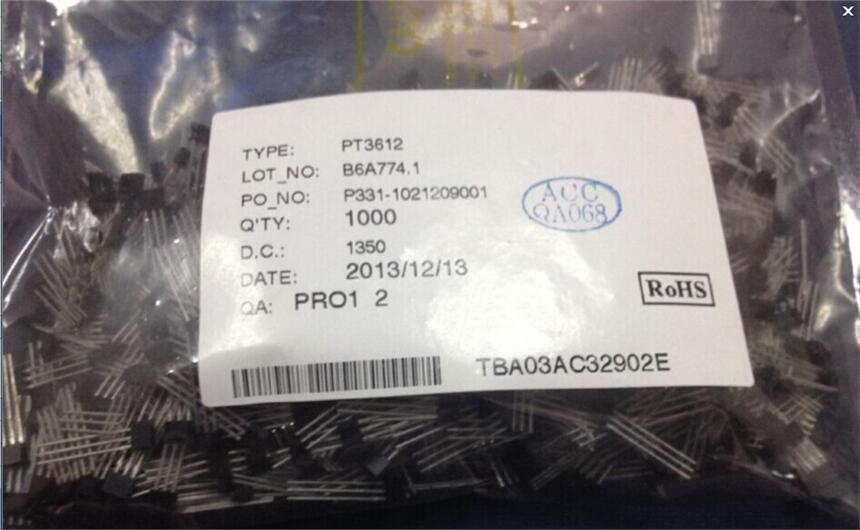 TYPE: PT3612
LOT_NO: B6A774.1
PO_NO: P331-1021209001
Q'TY: 1000
D.C.: 1350
DATE: 2013/12/13
QA: PRO1 2
ACC
QA068
RoHS
TBA03AC32902E